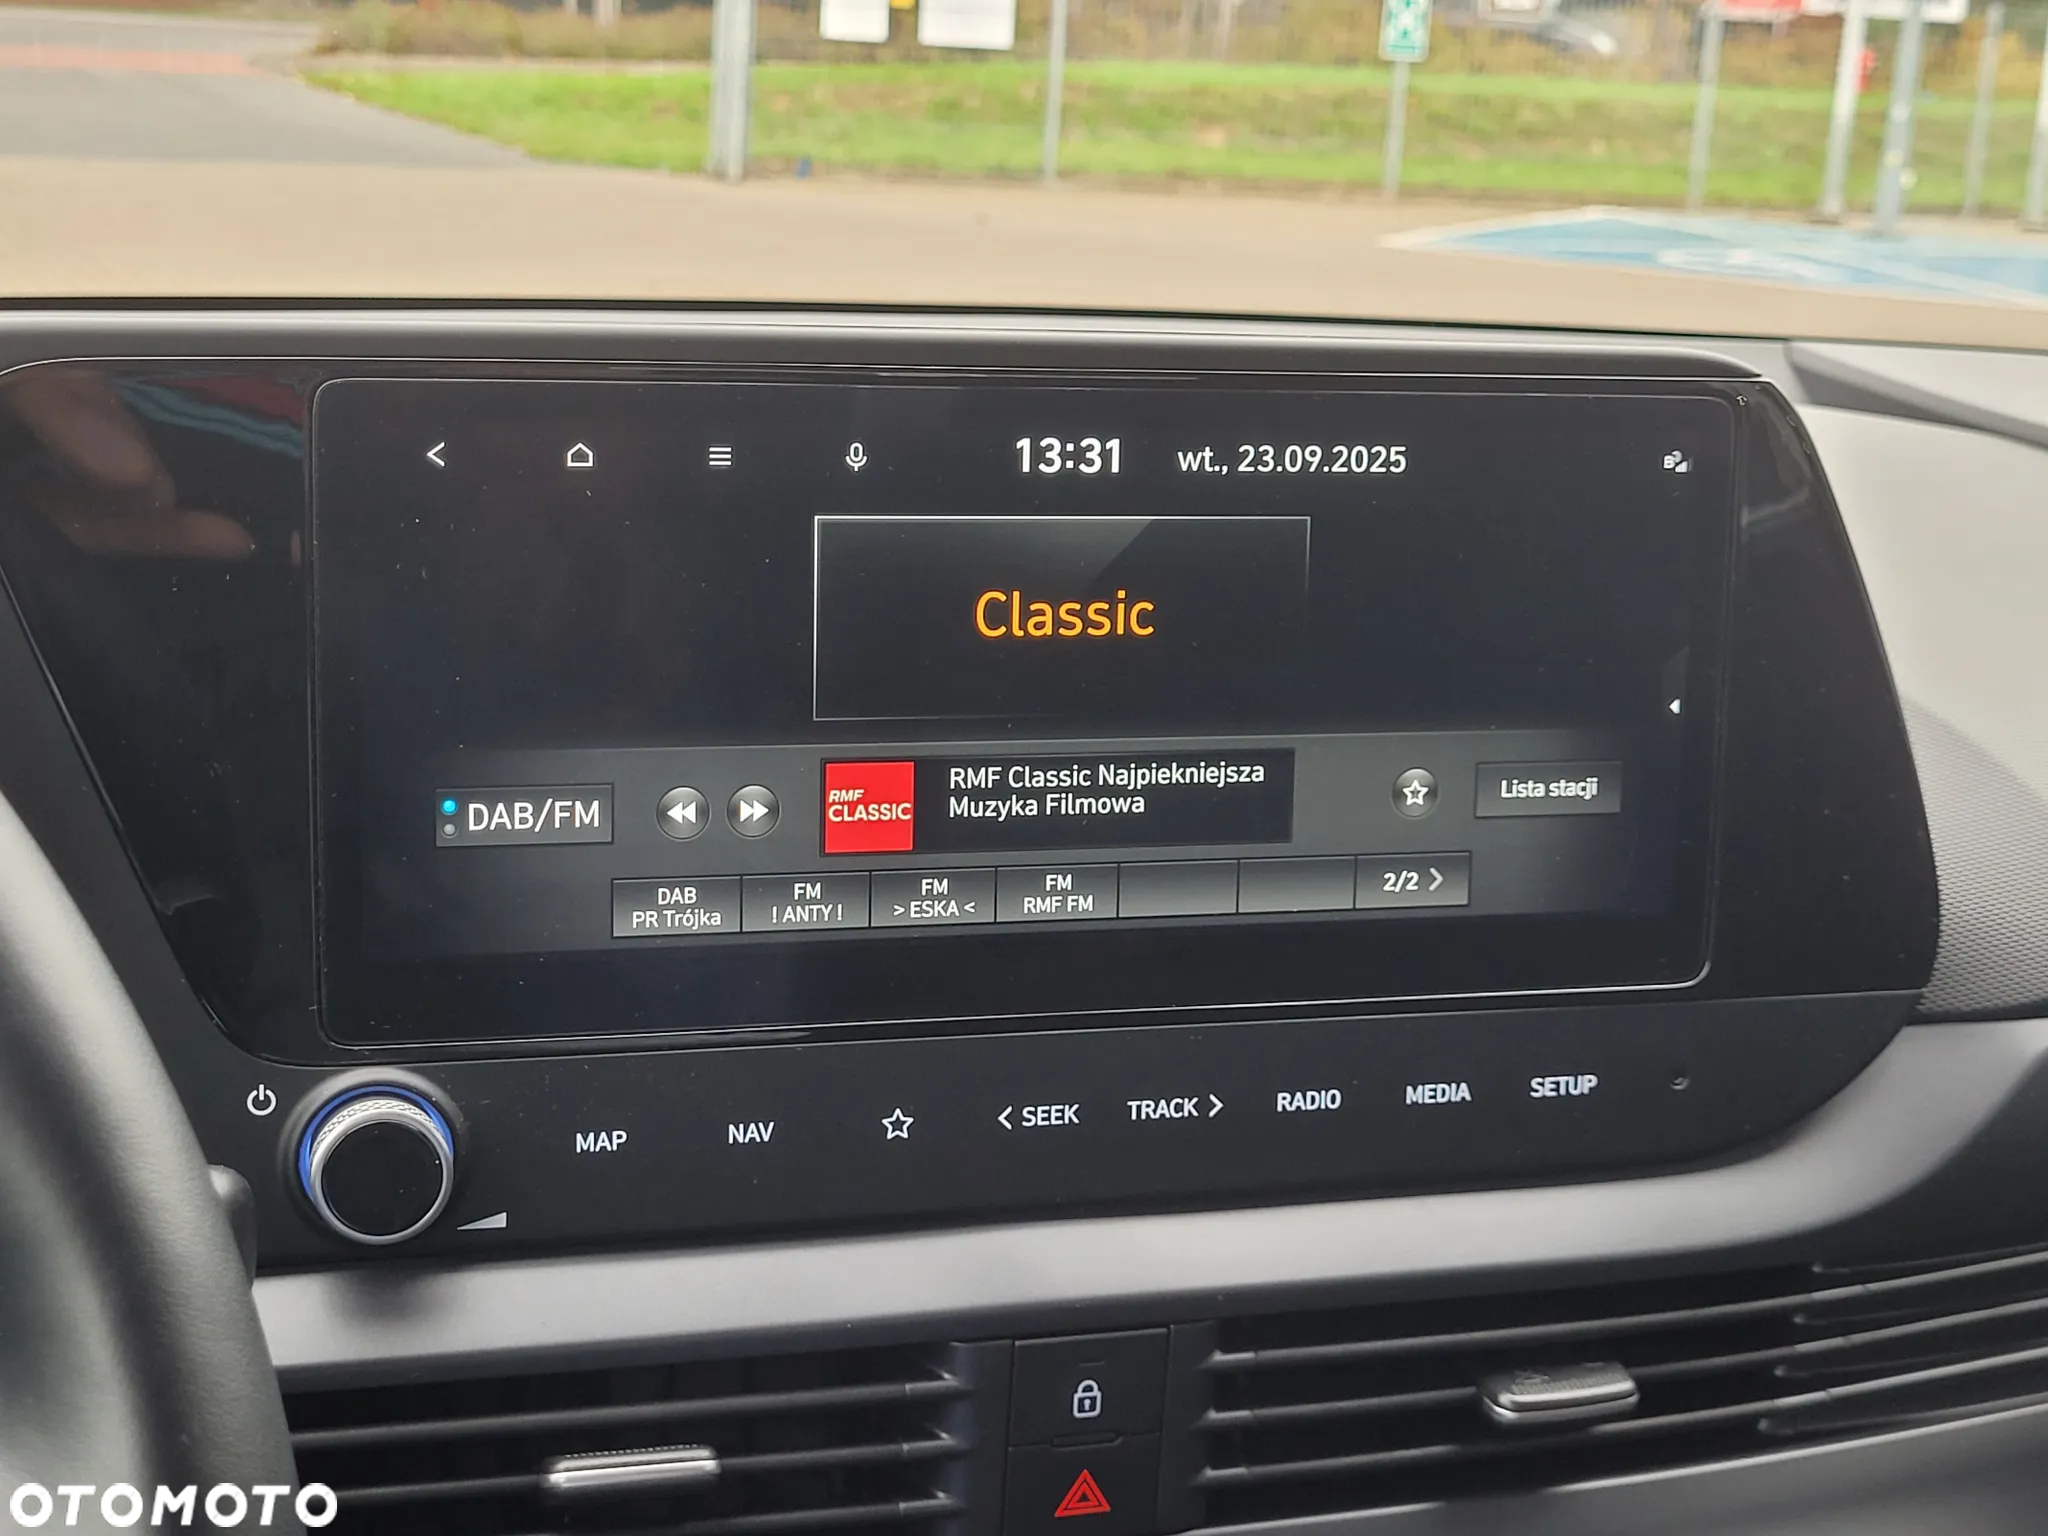 13:31 wt., 23.09.2025
Classic
DAB/FM
RMF
CLASSIC
RMF Classic Najpiekniejsza
Muzyka Filmowa
Lista stacji
DAB
PR Trójka
FM
! ANTY !
FM
> ESKA <
FM
RMF FM
2/2 >
MAP
NAV
< SEEK
TRACK >
RADIO
MEDIA
SETUP
OTOMOTO